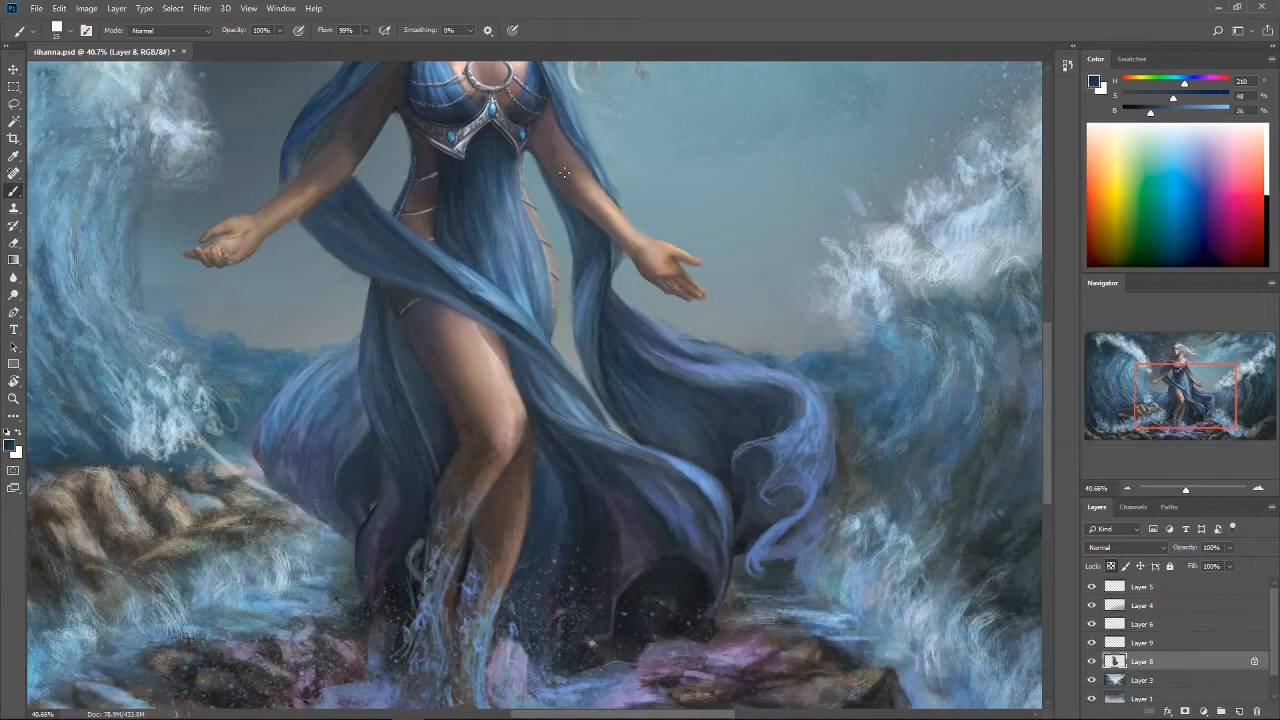 Ps File Edit Image Layer Type Select Filter 3D View Window Help
15 Mode: Normal Opacity: 100% Flow: 99% Smoothing: 0%
rihanna.psd @ 40.7% (Layer 8, RGB/8#) * ×
Color Swatches
H 210 °
S 48 %
B 26 %
Navigator
40.66%
Layers Channels Paths
Kind
Normal Opacity: 100%
Lock: Fill: 100%
Layer 5
Layer 4
Layer 6
Layer 9
Layer 8
Layer 3
Layer 1
40.66% Doc: 78.9M/433.8M